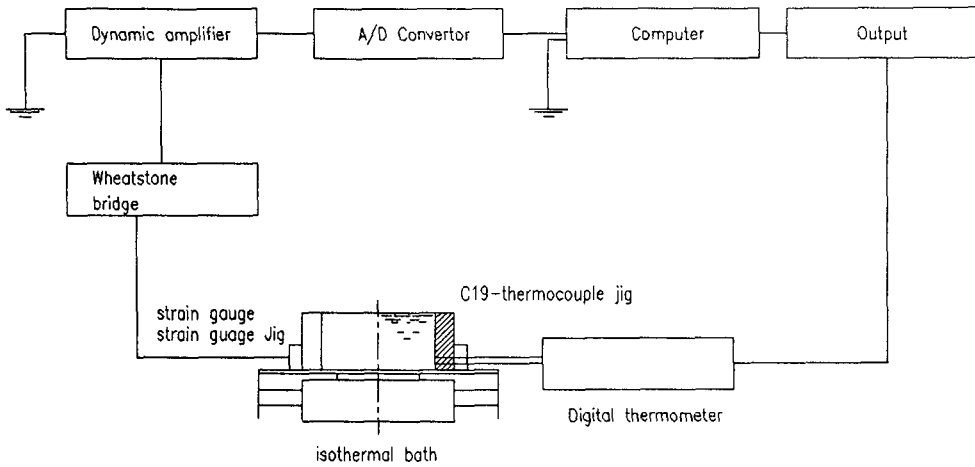 Dynamic amplifier
A/D Convertor
Computer
Output
Wheatstone
bridge
C19-thermocouple jig
strain gauge
strain guage Jig
Digital thermometer
isothermal bath